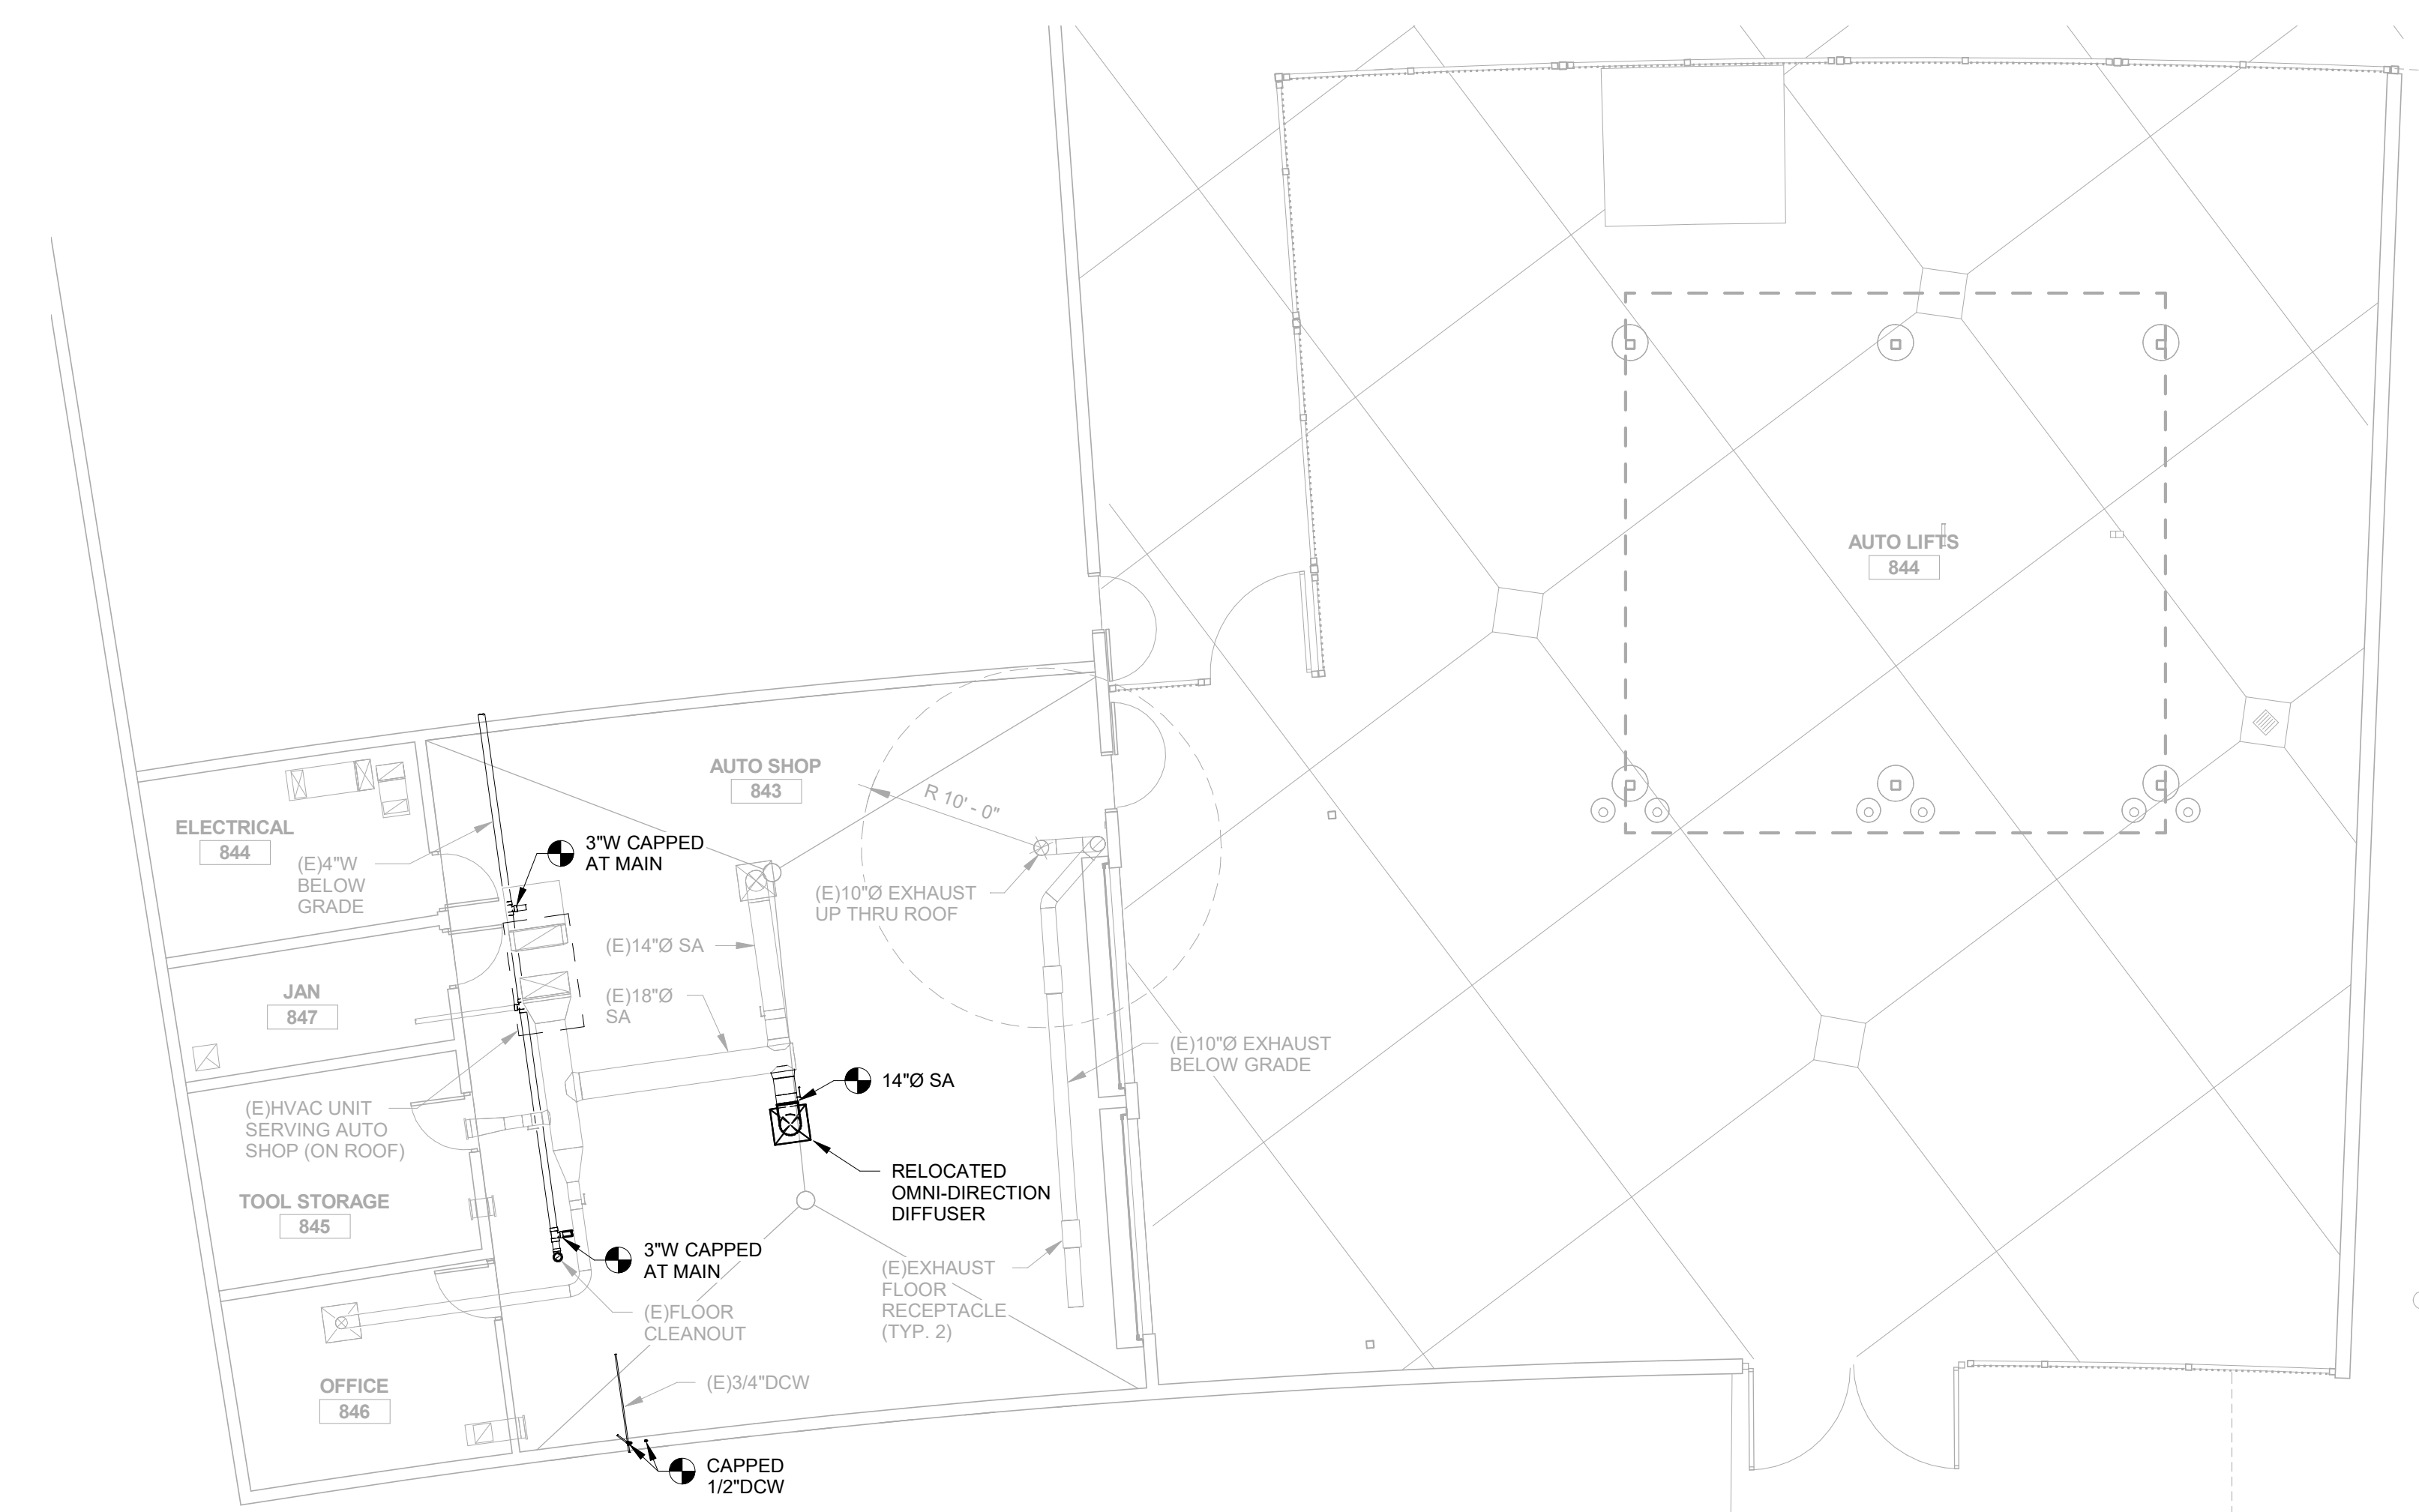 AUTO LIFTS
844
AUTO SHOP
843
R 10' - 0"
ELECTRICAL
844
(E)4"W
BELOW
GRADE
3"W CAPPED
AT MAIN
(E)10"Ø EXHAUST
UP THRU ROOF
(E)14"Ø SA
(E)18"Ø
SA
JAN
847
(E)10"Ø EXHAUST
BELOW GRADE
14"Ø SA
(E)HVAC UNIT
SERVING AUTO
SHOP (ON ROOF)
RELOCATED
OMNI-DIRECTION
DIFFUSER
TOOL STORAGE
845
3"W CAPPED
AT MAIN
(E)EXHAUST
FLOOR
RECEPTACLE
(TYP. 2)
(E)FLOOR
CLEANOUT
OFFICE
846
(E)3/4"DCW
CAPPED
1/2"DCW